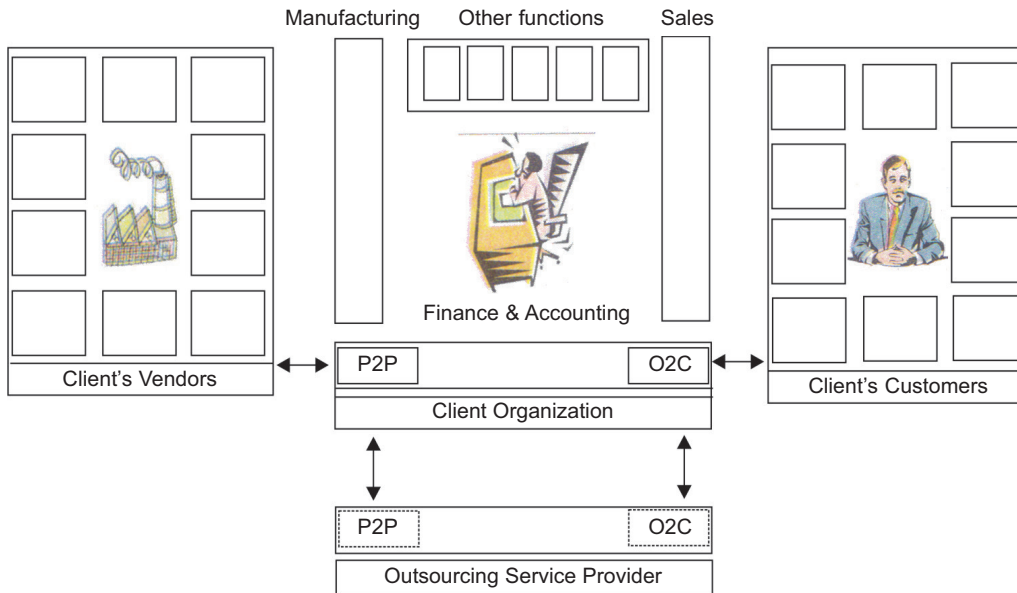 Manufacturing
Other functions
Sales
Finance & Accounting
P2P
O2C
Client's Vendors
Client Organization
Client's Customers
P2P
O2C
Outsourcing Service Provider